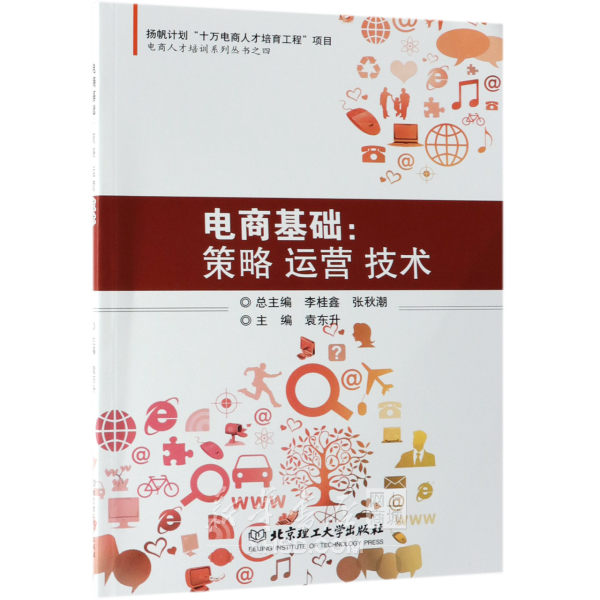 扬帆计划“十万电商人才培育工程”项目
电商人才培训系列丛书之四
电商基础:
策略 运营 技术
◎ 总主编 李桂鑫 张秋潮
◎ 主 编 袁东升
www
www
北京理工大学出版社
BEIJING INSTITUTE OF TECHNOLOGY PRESS